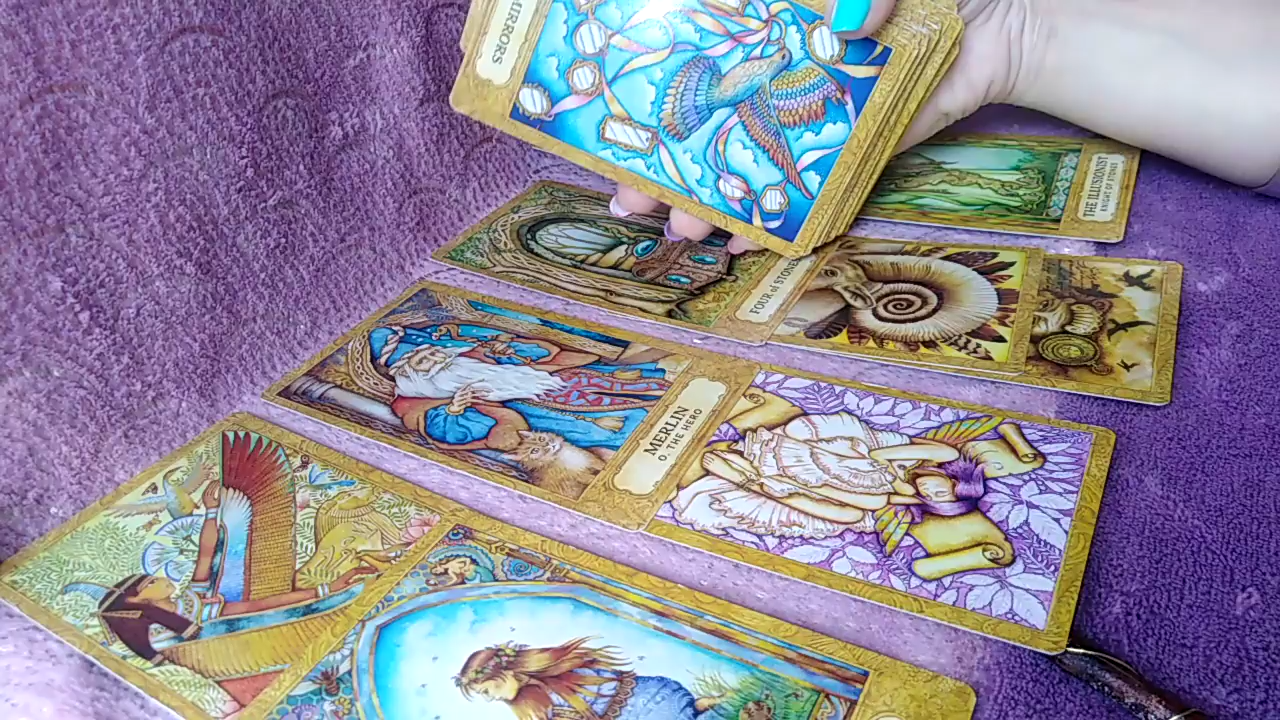 MIRRORS
THE ILLUSIONIST
KNIGHT OF STONES
FOUR of STONES
MERLIN
0. THE HERO